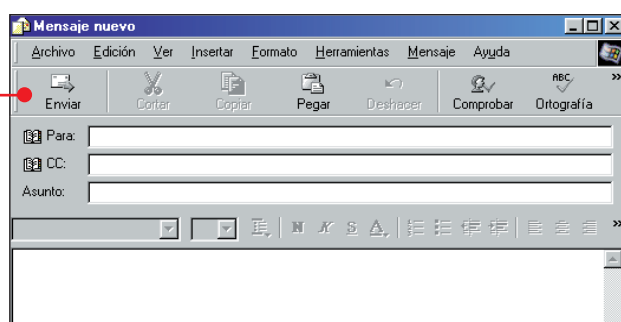 Mensaje nuevo
Archivo Edición Ver Insertar Formato Herramientas Mensaje Ayuda
ABC
Enviar Cortar Copiar Pegar Deshacer Comprobar Ortografía
Para:
CC:
Asunto:
N K S A